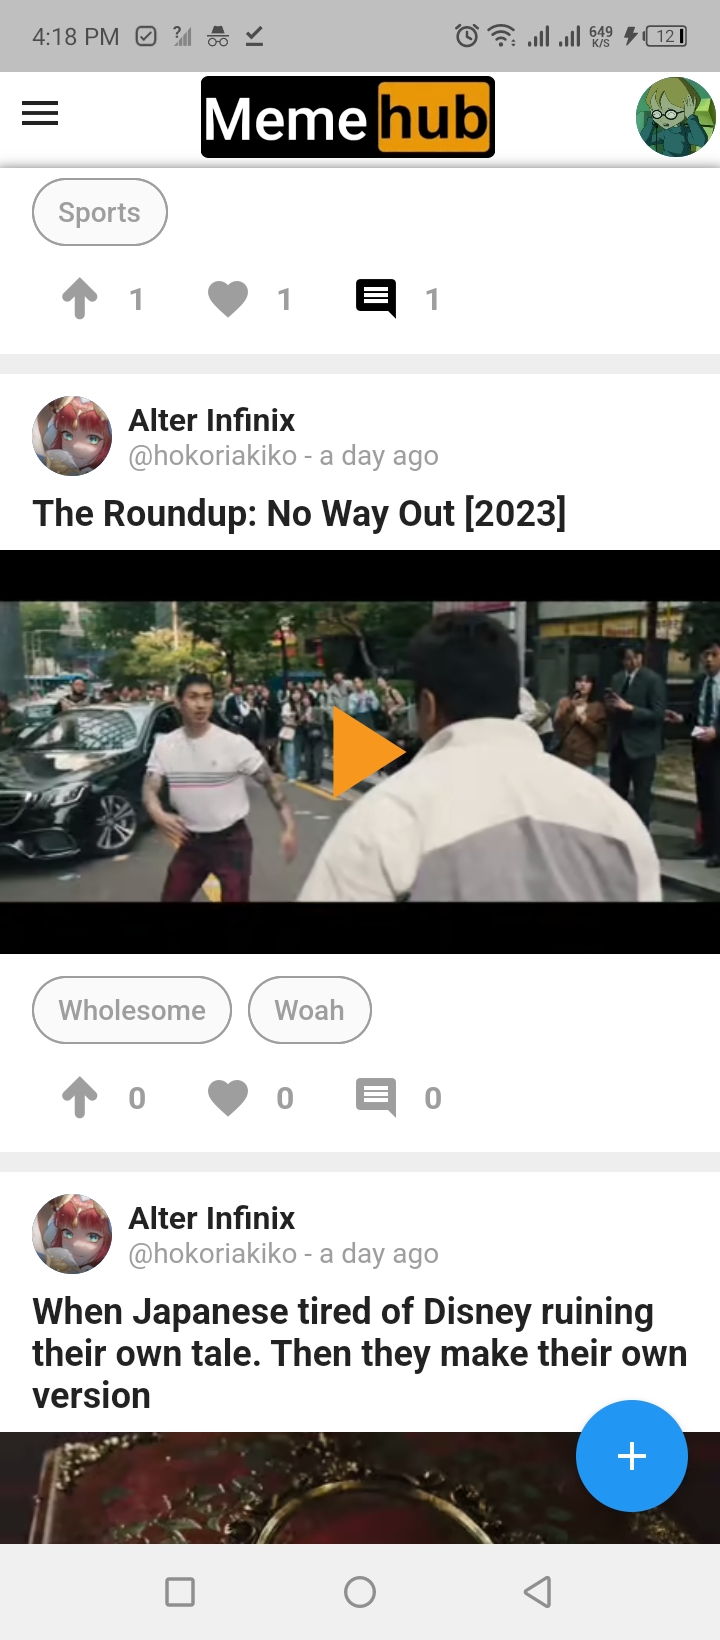 4:18 PM
649
K/S
12
Meme hub
Sports
1 1 1
Alter Infinix
@hokoriakiko - a day ago
The Roundup: No Way Out [2023]
Wholesome Woah
0 0 0
Alter Infinix
@hokoriakiko - a day ago
When Japanese tired of Disney ruining
their own tale. Then they make their own
version